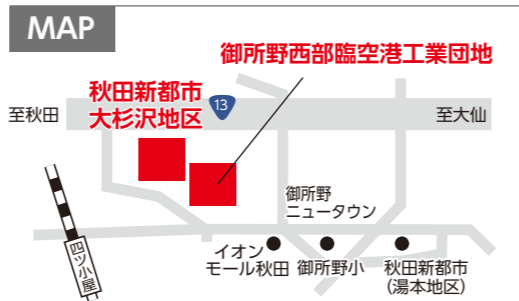 MAP
御所野西部臨空港工業団地
秋田新都市
大杉沢地区
13
至秋田
至大仙
御所野
ニュータウン
四ツ小屋
イオン
モール秋田
御所野小
秋田新都市
(湯本地区)